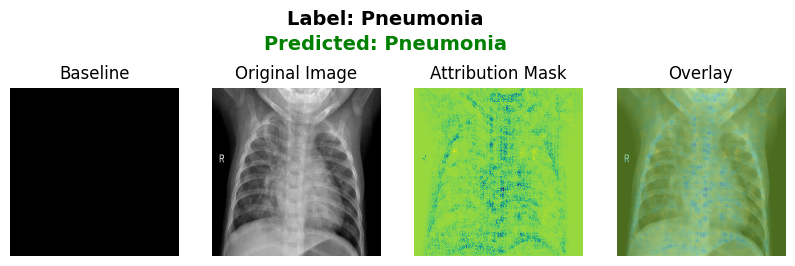 Label: Pneumonia
Predicted: Pneumonia
Baseline
Original Image
Attribution Mask
Overlay
R
R